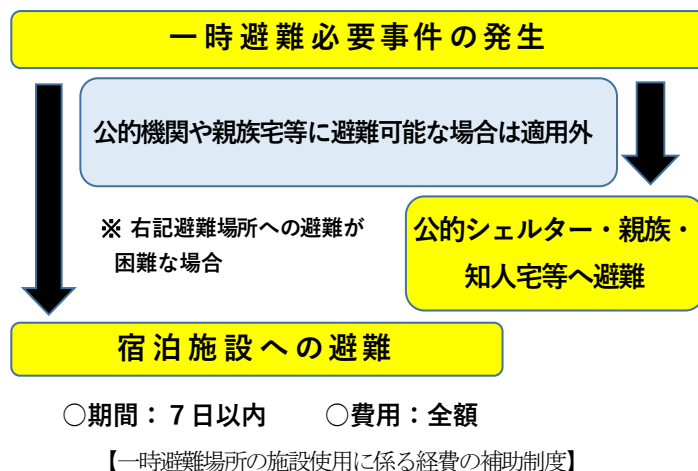 一時避難必要事件の発生
公的機関や親族宅等に避難可能な場合は適用外
※ 右記避難場所への避難が
困難な場合
公的シェルター・親族・
知人宅等へ避難
宿泊施設への避難
○期間：７日以内　　○費用：全額
【一時避難場所の施設使用に係る経費の補助制度】